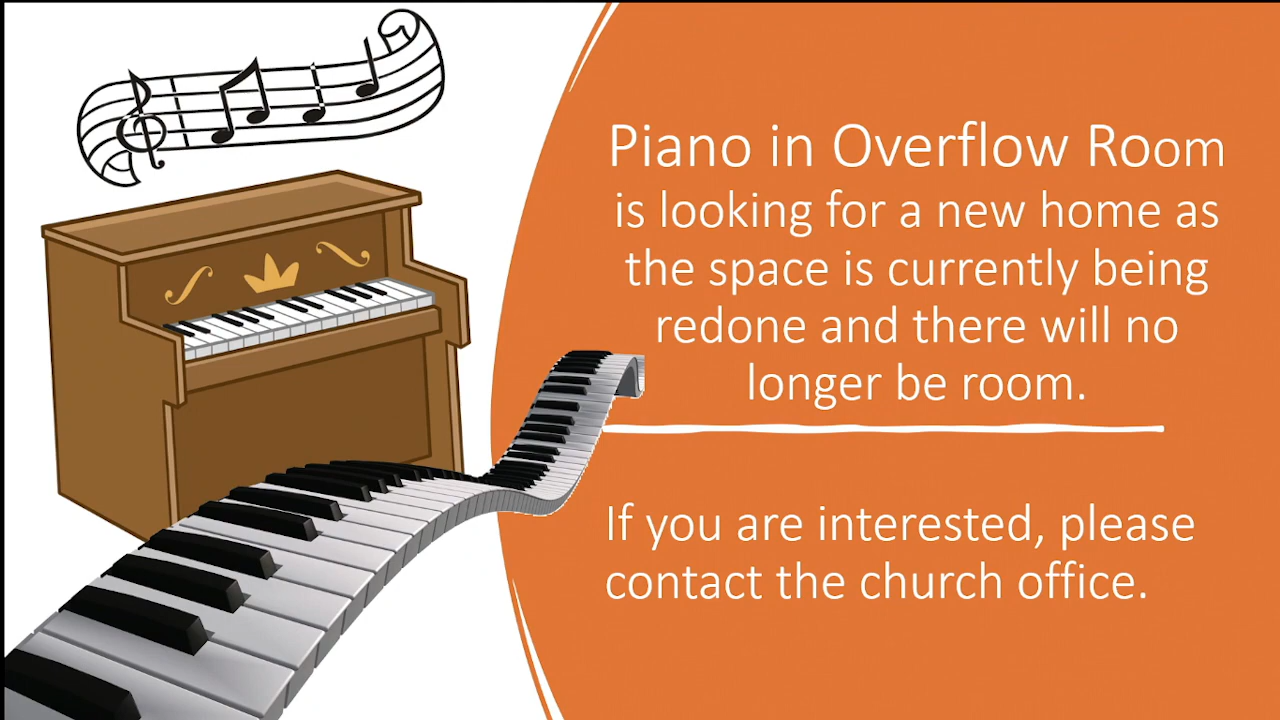 Piano in Overflow Room
is looking for a new home as
the space is currently being
redone and there will no
longer be room.
If you are interested, please
contact the church office.